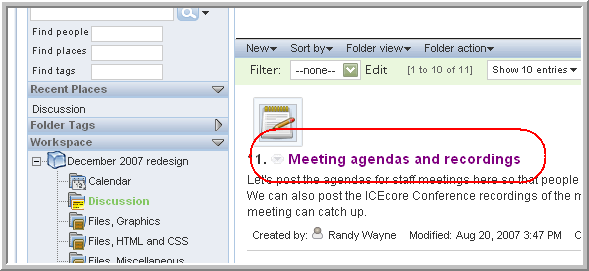 Find people
Find places
Find tags
Recent Places
Discussion
Folder Tags
Workspace
December 2007 redesign
Calendar
Discussion
Files, Graphics
Files, HTML and CSS
Files, Miscellaneous
New Sort by Folder view Folder action
Filter: --none-- Edit [1 to 10 of 11] Show 10 entries
11. Meeting agendas and recordings
Let's post the agendas for staff meetings here so that people
We can also post the ICEcore Conference recordings of the m
meeting can catch up.
Created by: Randy Wayne Modified: Aug 20, 2007 3:47 PM